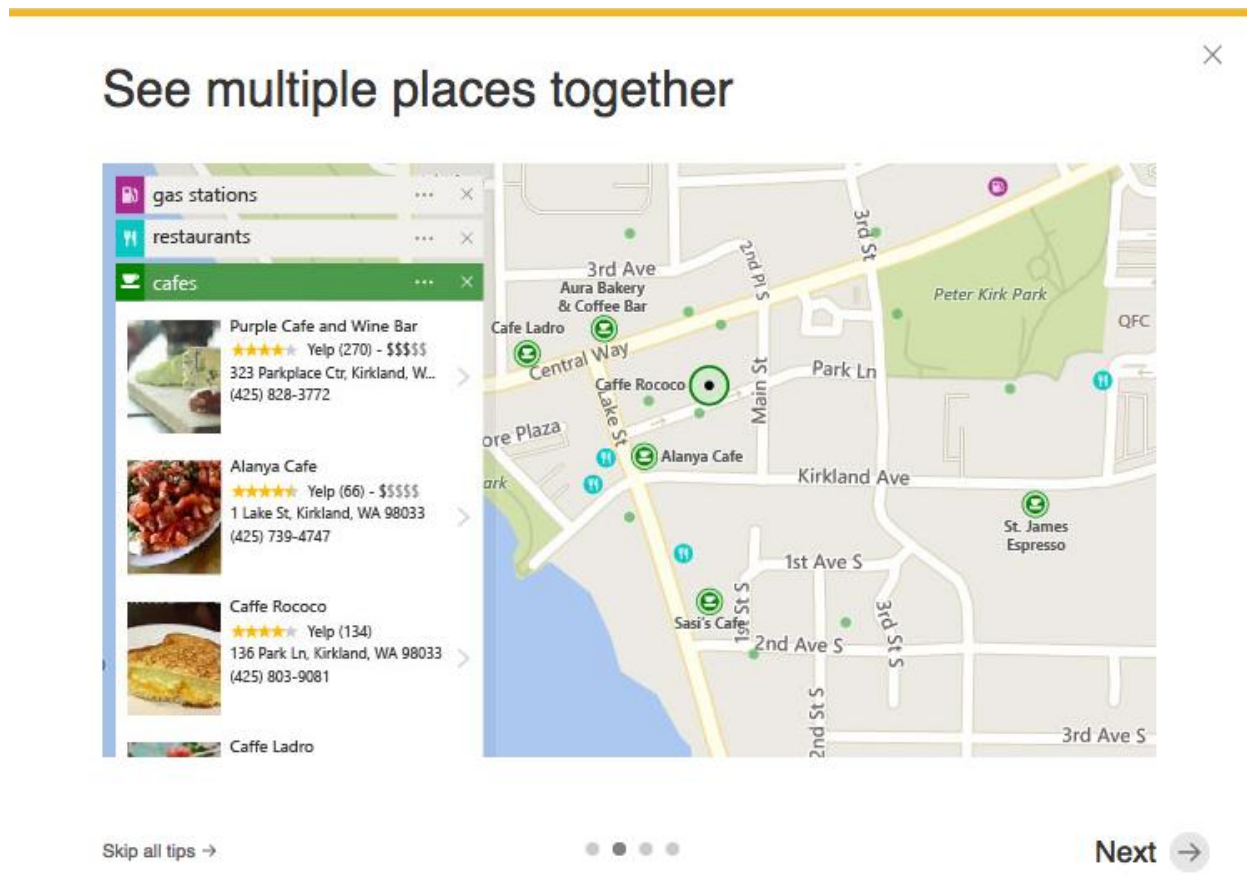 See multiple places together
gas stations
restaurants
cafes
Purple Cafe and Wine Bar
Yelp (270) - $$$$$
323 Parkplace Ctr, Kirkland, W...
(425) 828-3772
Alanya Cafe
Yelp (66) - $$$$$
1 Lake St, Kirkland, WA 98033
(425) 739-4747
Caffe Rococo
Yelp (134)
136 Park Ln, Kirkland, WA 98033
(425) 803-9081
Caffe Ladro
3rd St
2nd Pl S
3rd Ave
Aura Bakery
& Coffee Bar
Peter Kirk Park
QFC
Cafe Ladro
Central Way
Caffe Rococo
Main St
Park Ln
Lake St
ore Plaza
Alanya Cafe
ark
Kirkland Ave
St. James
Espresso
1st Ave S
1st St S
Sasi's Cafe
3rd St S
2nd Ave S
2nd St S
3rd Ave S
Skip all tips →
Next →